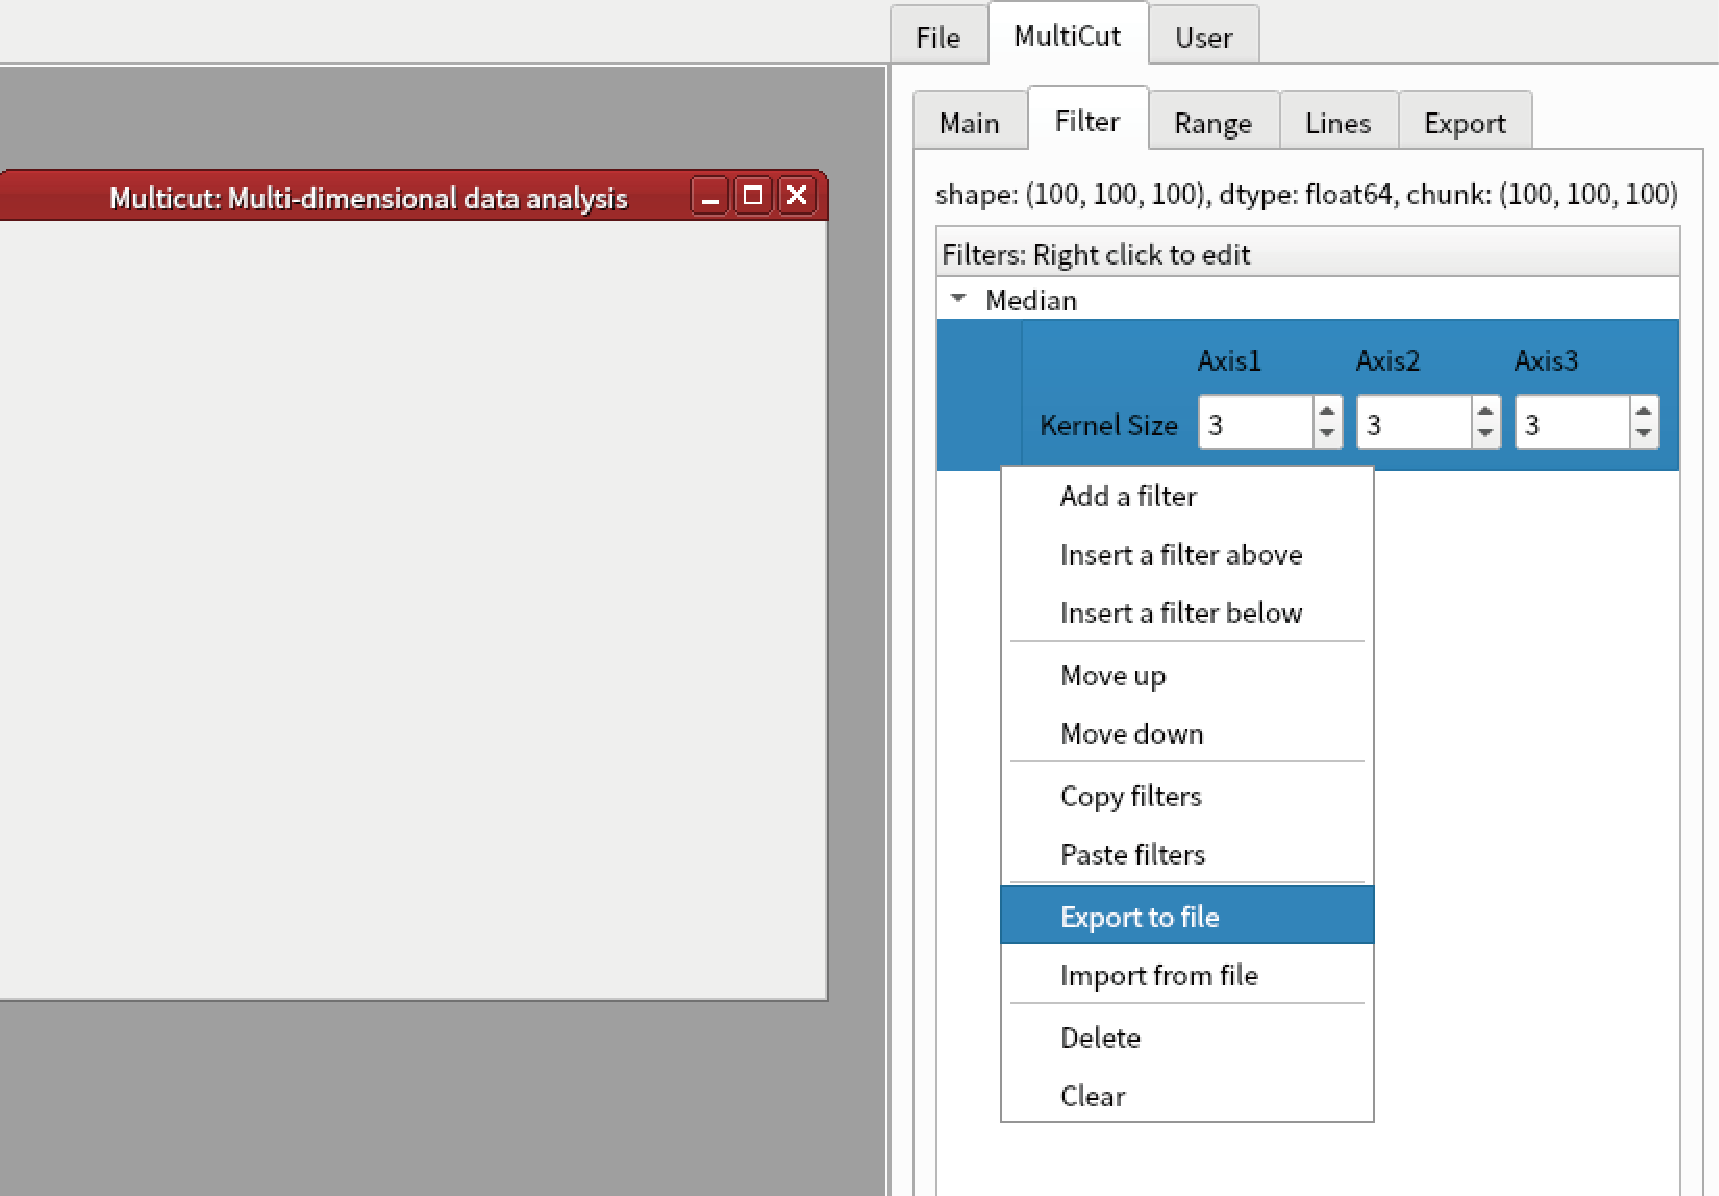 File MultiCut User
Main Filter Range Lines Export
Multicut: Multi-dimensional data analysis
shape: (100, 100, 100), dtype: float64, chunk: (100, 100, 100)
Filters: Right click to edit
Median
Axis1 Axis2 Axis3
Kernel Size 3 3 3
Add a filter
Insert a filter above
Insert a filter below
Move up
Move down
Copy filters
Paste filters
Export to file
Import from file
Delete
Clear